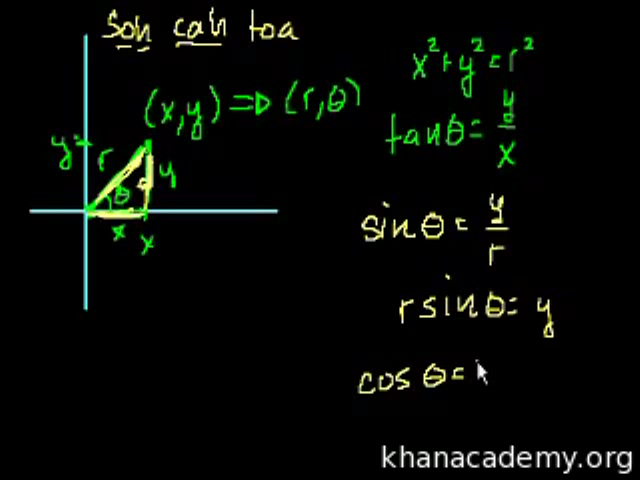 Soh cah toa
x²+y²=r²
(x,y)⇒(r,θ)
tanθ=y/x
y
r
y
θ
x
x
sinθ=y/r
rsinθ=y
cosθ=
khanacademy.org